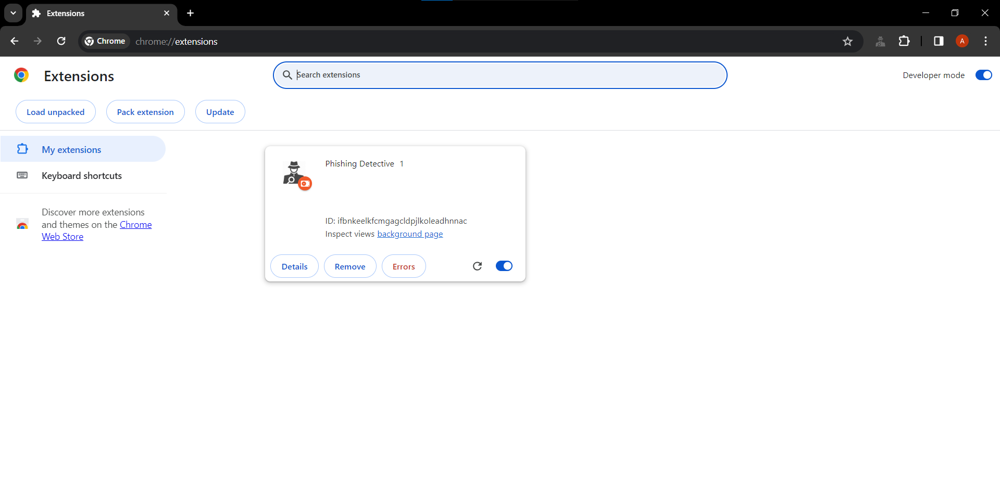 Extensions
Chrome
chrome://extensions
A
Extensions
Search extensions
Developer mode
Load unpacked
Pack extension
Update
My extensions
Keyboard shortcuts
Discover more extensions
and themes on the Chrome
Web Store
Phishing Detective 1
ID: ifbnkeelkfcmgagcldpjlkoleadhnnac
Inspect views background page
Details
Remove
Errors